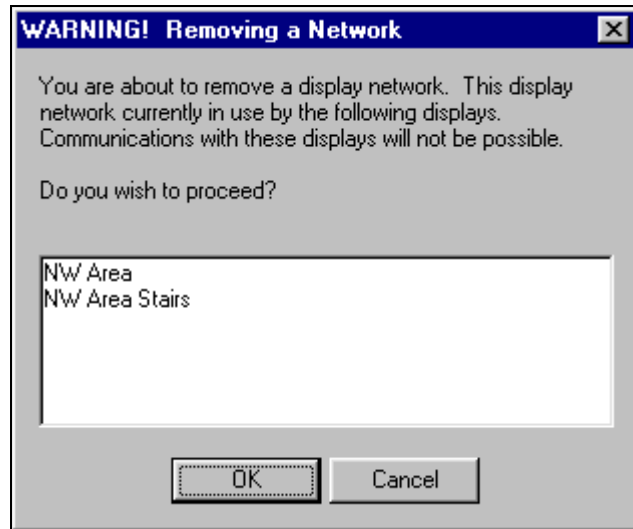 WARNING! Removing a Network
You are about to remove a display network. This display
network currently in use by the following displays.
Communications with these displays will not be possible.
Do you wish to proceed?
NW Area
NW Area Stairs
OK
Cancel